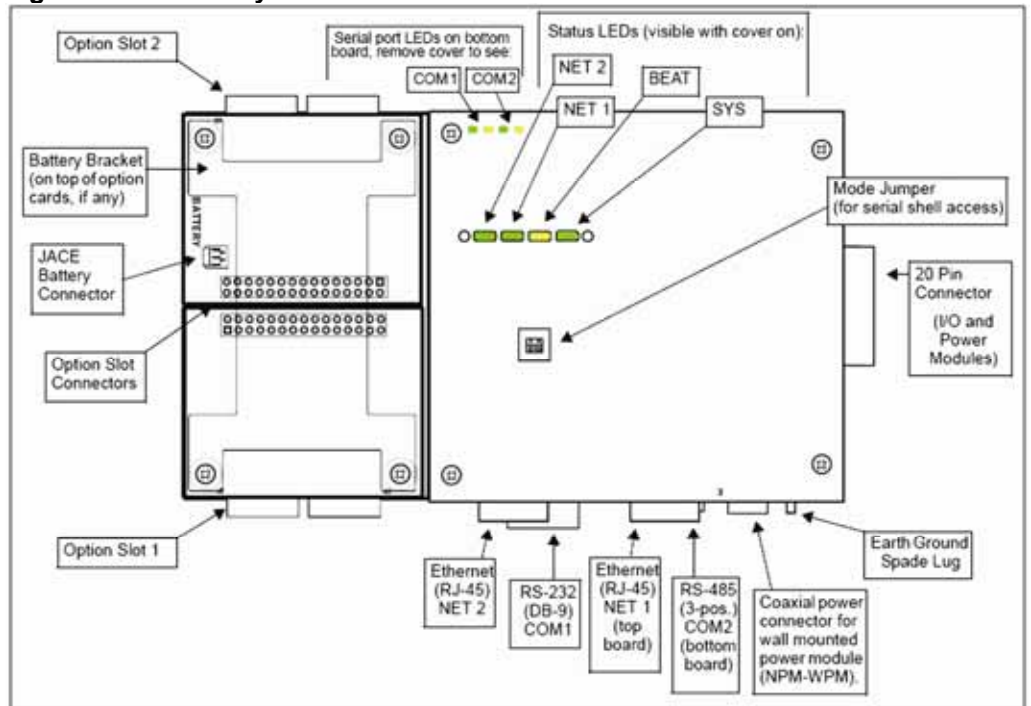 Option Slot 2
Serial port LEDs on bottom
board, remove cover to see:
COM1
COM2
Status LEDs (visible with cover on):
NET 2
BEAT
NET 1
SYS
Battery Bracket
(on top of option
cards, if any)
BATTERY
Mode Jumper
(for serial shell access)
JACE
Battery
Connector
20 Pin
Connector
(I/O and
Power
Modules)
Option Slot
Connectors
Option Slot 1
Ethernet
(RJ-45)
NET 2
RS-232
(DB-9)
COM1
Ethernet
(RJ-45)
NET 1
(top
board)
RS-485
(3-pos.)
COM2
(bottom
board)
Coaxial power
connector for
wall mounted
power module
(NPM-WPM).
Earth Ground
Spade Lug